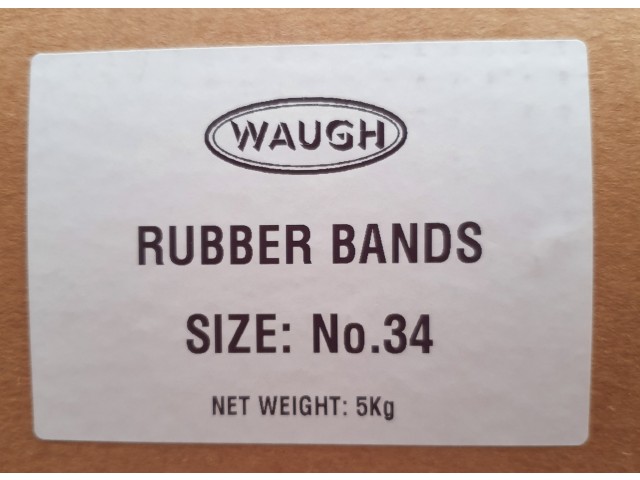 WAUGH
RUBBER BANDS
SIZE: No.34
NET WEIGHT: 5Kg